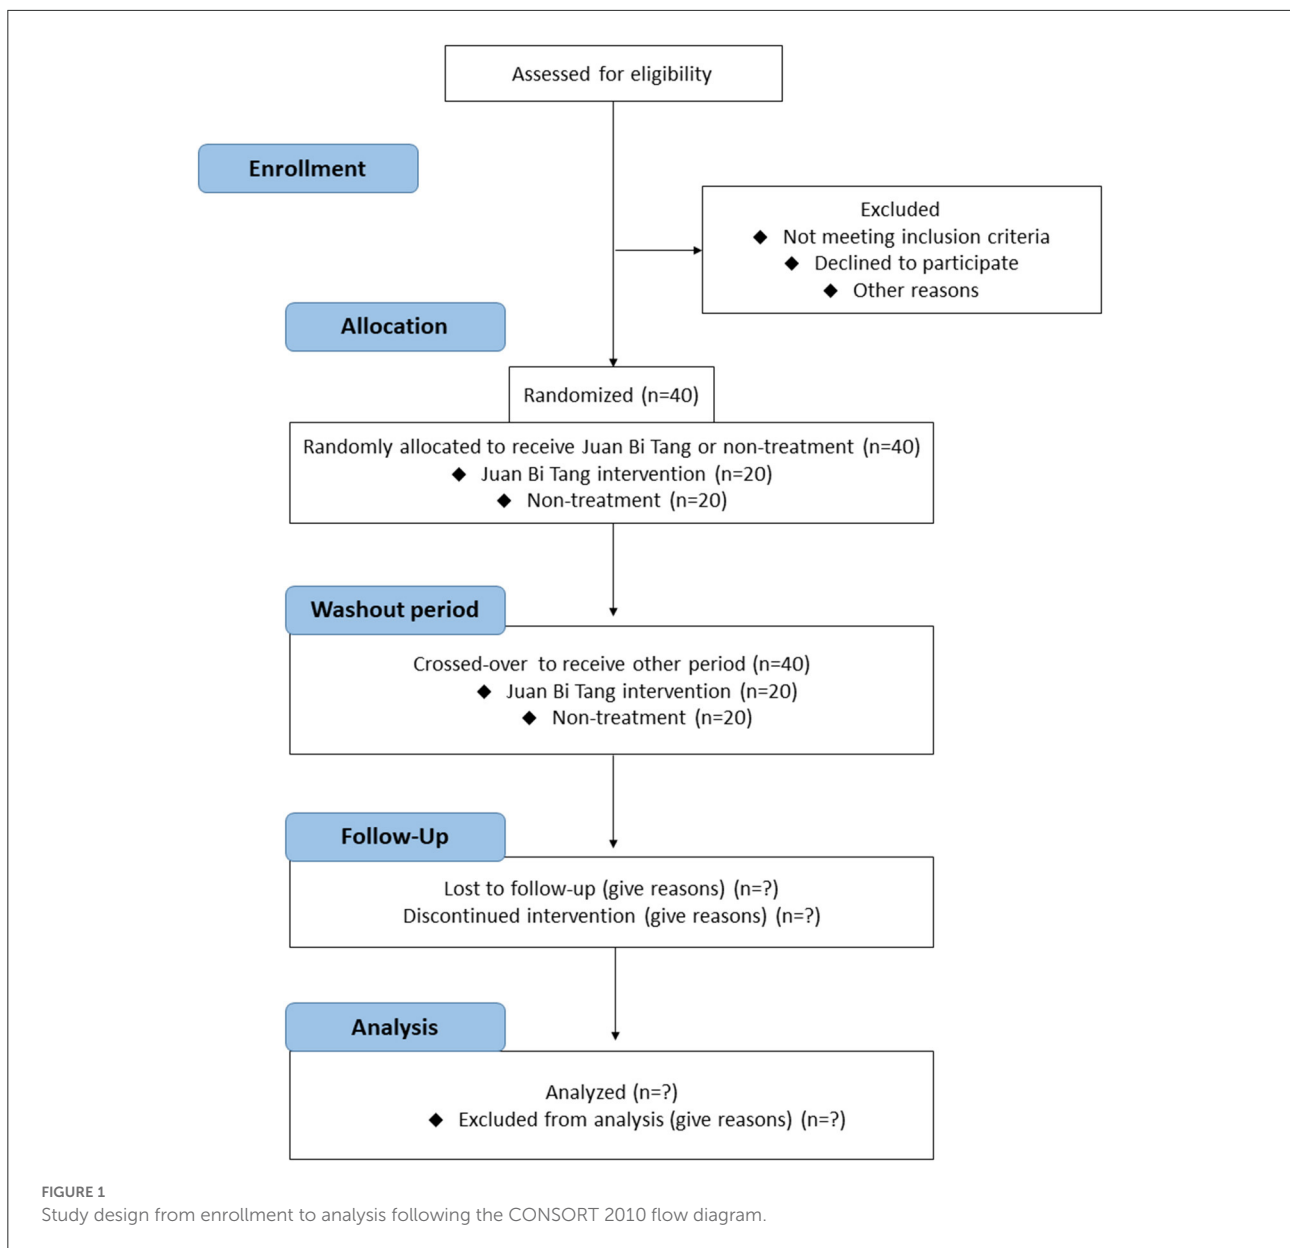 Assessed for eligibility
Enrollment
Excluded
◆ Not meeting inclusion criteria
◆ Declined to participate
◆ Other reasons
Allocation
Randomized (n=40)
Randomly allocated to receive Juan Bi Tang or non-treatment (n=40)
◆ Juan Bi Tang intervention (n=20)
◆ Non-treatment (n=20)
Washout period
Crossed-over to receive other period (n=40)
◆ Juan Bi Tang intervention (n=20)
◆ Non-treatment (n=20)
Follow-Up
Lost to follow-up (give reasons) (n=?)
Discontinued intervention (give reasons) (n=?)
Analysis
Analyzed (n=?)
◆ Excluded from analysis (give reasons) (n=?)
FIGURE 1
Study design from enrollment to analysis following the CONSORT 2010 flow diagram.